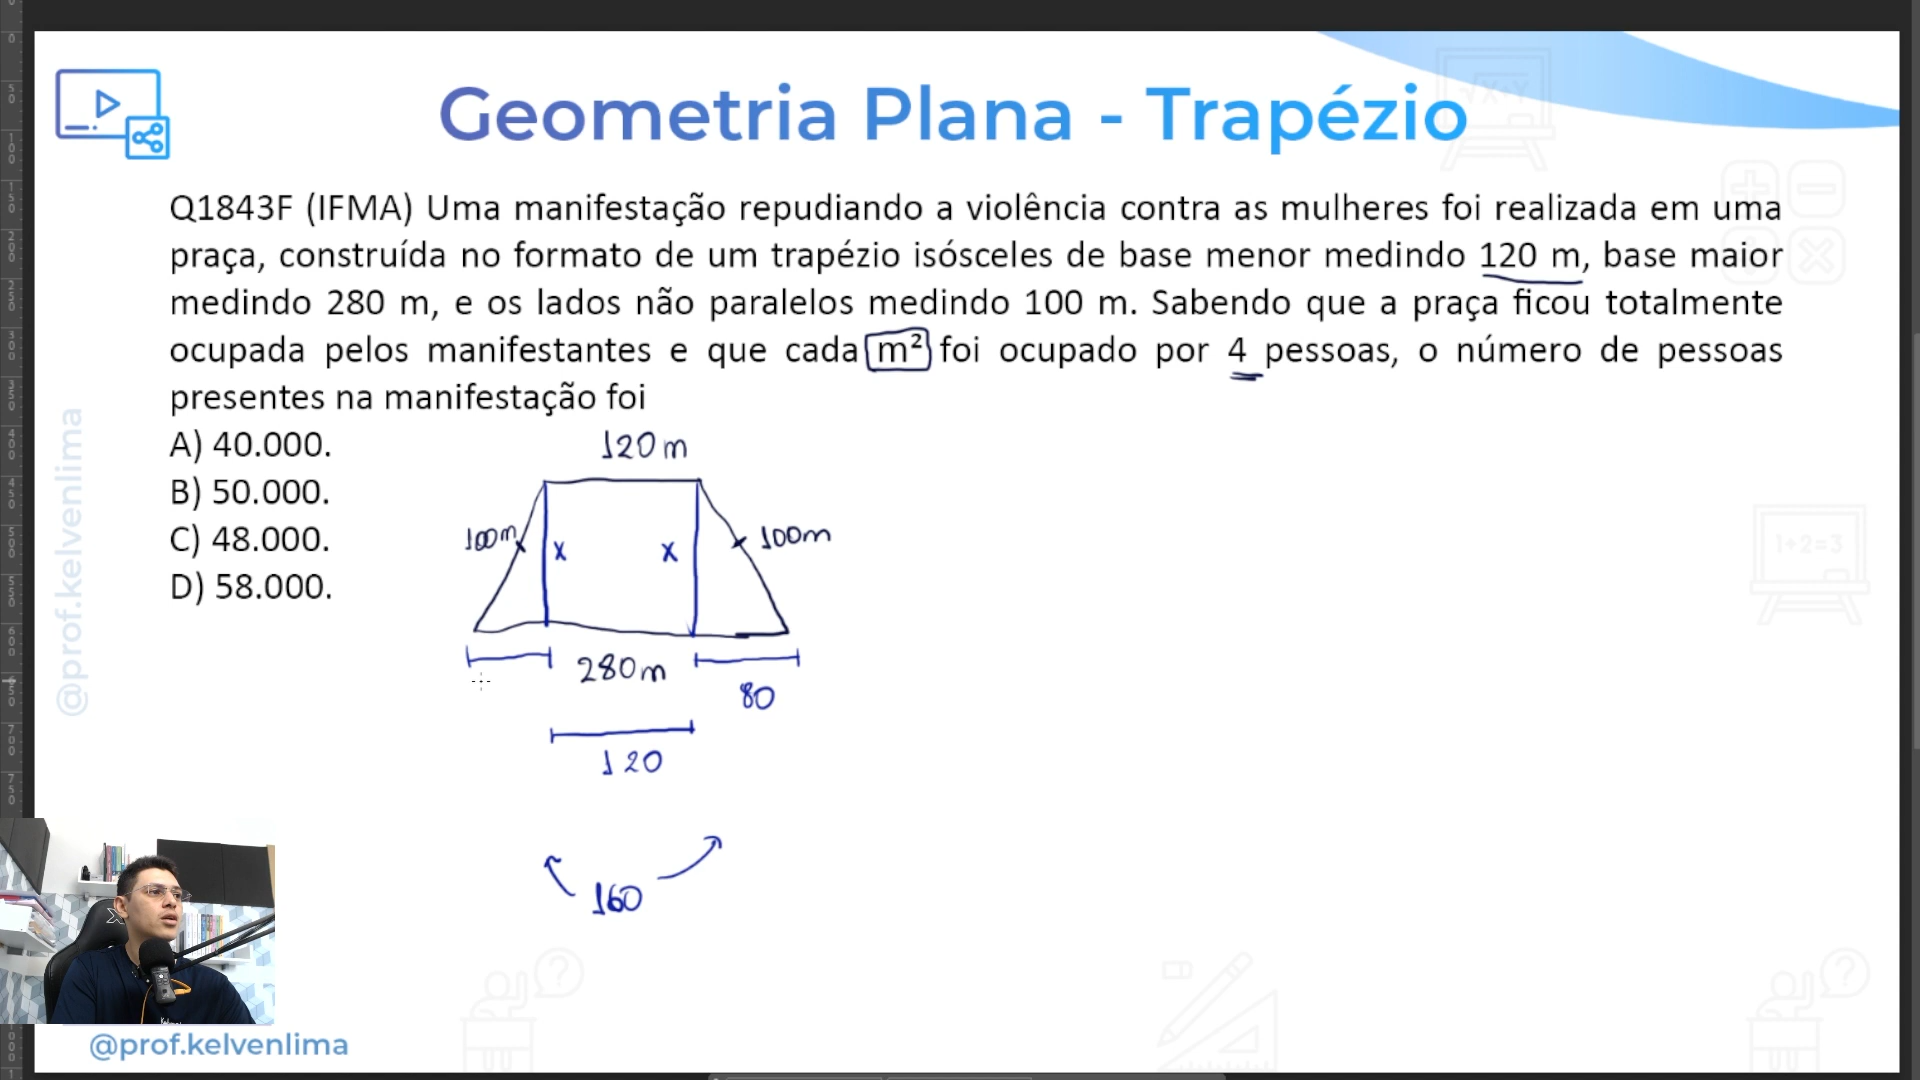 Geometria Plana - Trapézio
Q1843F (IFMA) Uma manifestação repudiando a violência contra as mulheres foi realizada em uma
praça, construída no formato de um trapézio isósceles de base menor medindo 120 m, base maior
medindo 280 m, e os lados não paralelos medindo 100 m. Sabendo que a praça ficou totalmente
ocupada pelos manifestantes e que cada m² foi ocupado por 4 pessoas, o número de pessoas
presentes na manifestação foi
A) 40.000.
B) 50.000.
C) 48.000.
D) 58.000.
120 m
100m
x
x
100m
280m
80
120
160
@prof.kelvenlima
@prof.kelvenlima
1+2=3